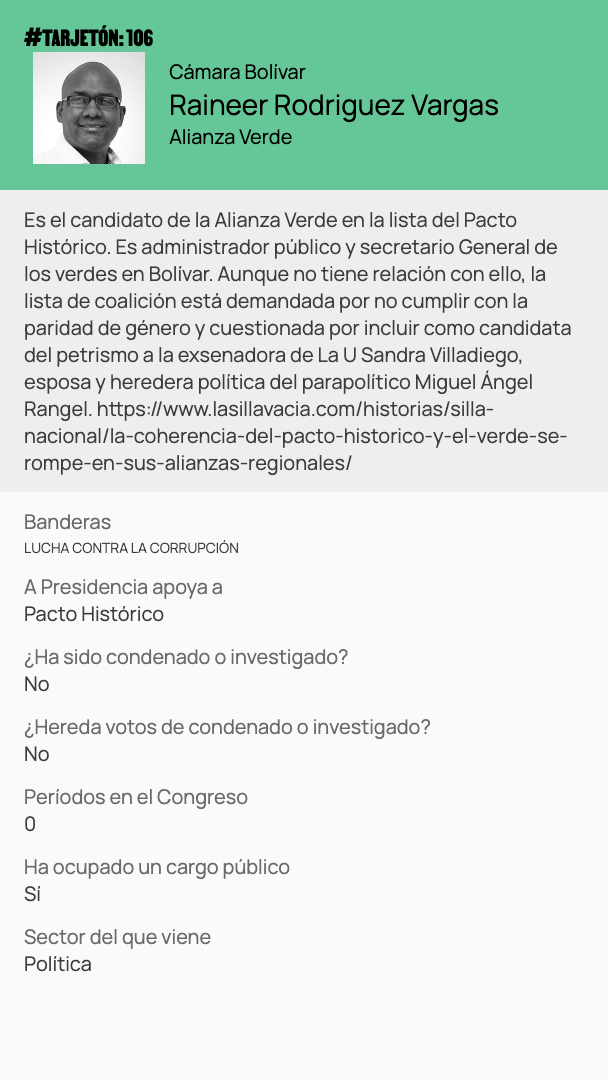 #TARJETÓN: 106
Cámara Bolívar
Raineer Rodriguez Vargas
Alianza Verde
Es el candidato de la Alianza Verde en la lista del Pacto
Histórico. Es administrador público y secretario General de
los verdes en Bolívar. Aunque no tiene relación con ello, la
lista de coalición está demandada por no cumplir con la
paridad de género y cuestionada por incluir como candidata
del petrismo a la exsenadora de La U Sandra Villadiego,
esposa y heredera política del parapolítico Miguel Ángel
Rangel. https://www.lasillavacia.com/historias/silla-
nacional/la-coherencia-del-pacto-historico-y-el-verde-se-
rompe-en-sus-alianzas-regionales/
Banderas
LUCHA CONTRA LA CORRUPCIÓN
A Presidencia apoya a
Pacto Histórico
¿Ha sido condenado o investigado?
No
¿Hereda votos de condenado o investigado?
No
Períodos en el Congreso
0
Ha ocupado un cargo público
Sí
Sector del que viene
Política